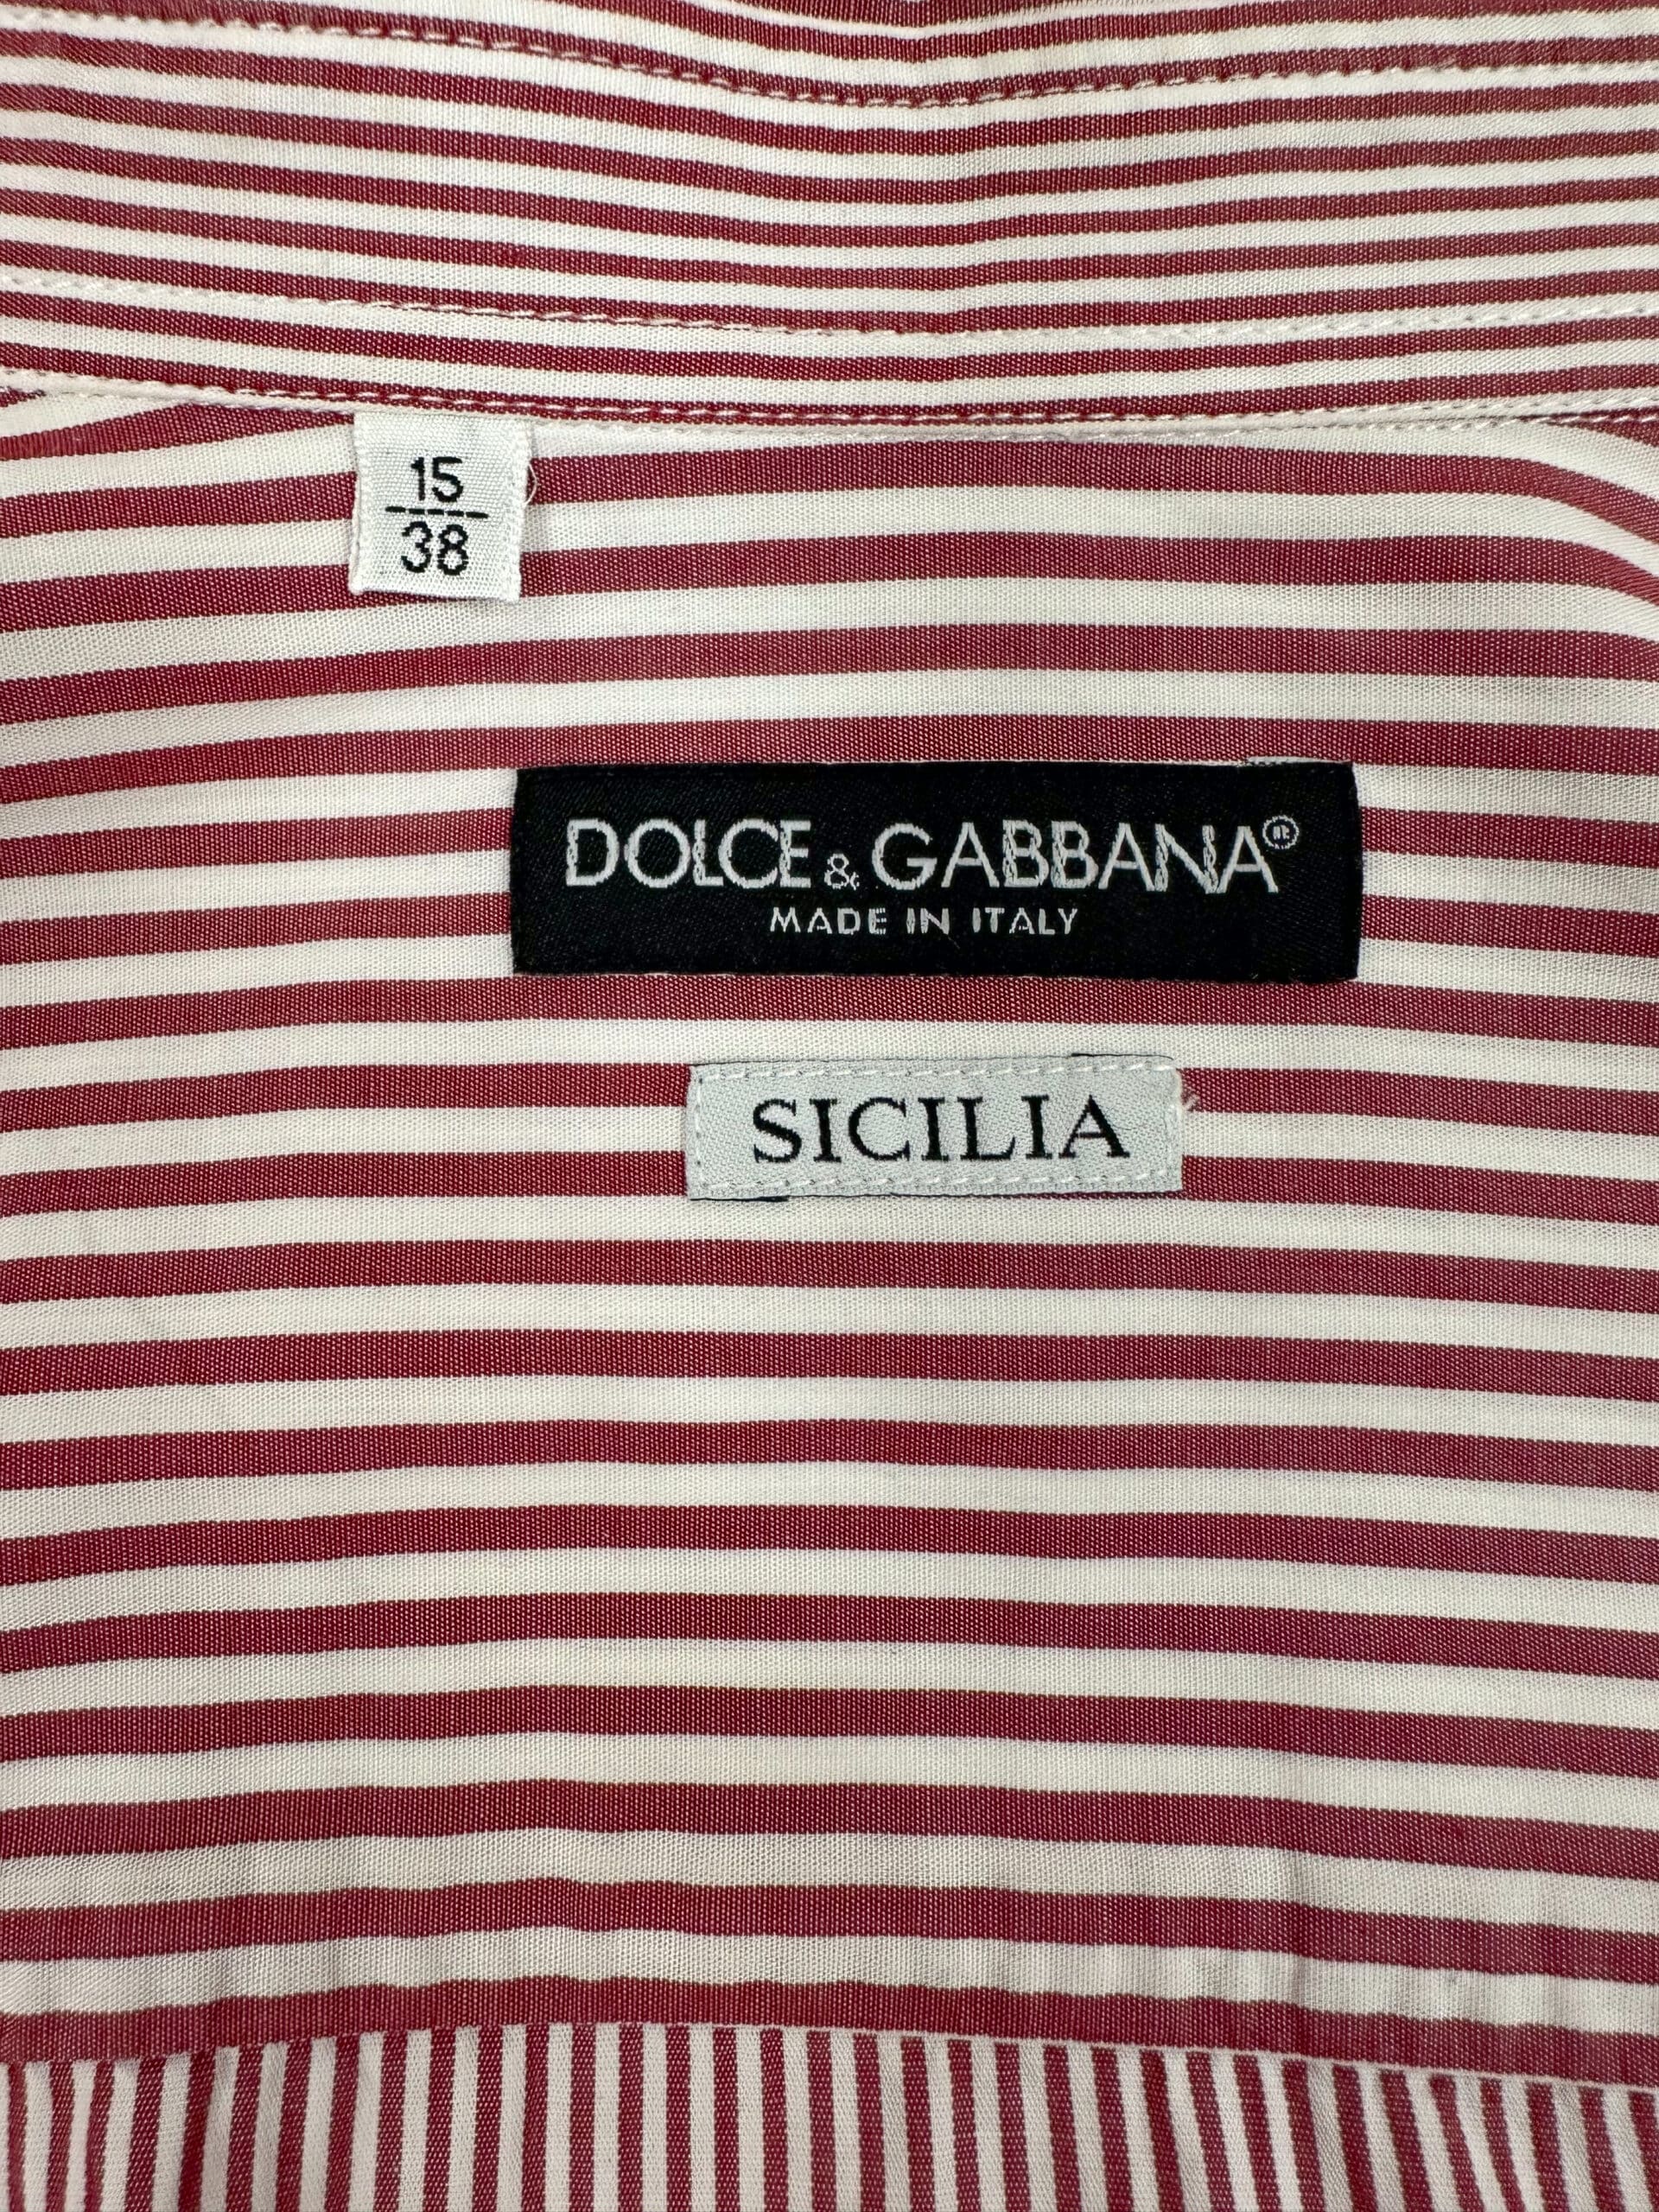 15
38
DOLCE & GABBANA®
MADE IN ITALY
SICILIA